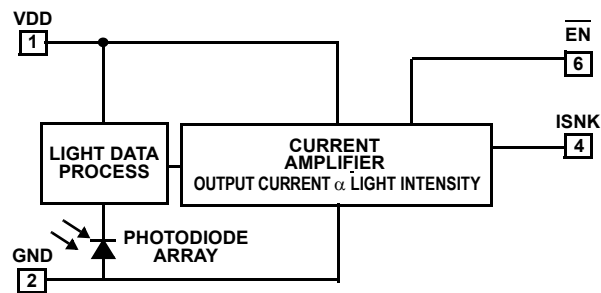 VDD
1
EN
6
ISNK
4
LIGHT DATA
PROCESS
CURRENT
AMPLIFIER
OUTPUT CURRENT α LIGHT INTENSITY
PHOTODIODE
ARRAY
GND
2